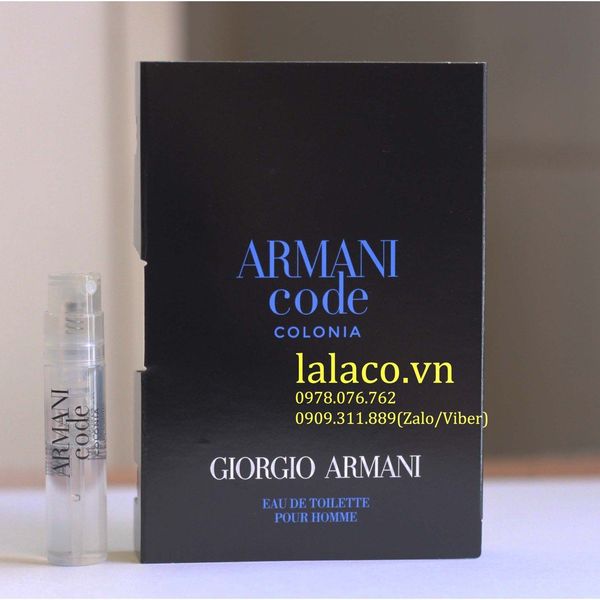 ARMANI
code
COLONIA
lalaco.vn
0978.076.762
0909.311.889(Zalo/Viber)
GIORGIO ARMANI
EAU DE TOILETTE
POUR HOMME
ARMANI
code
COLONIA